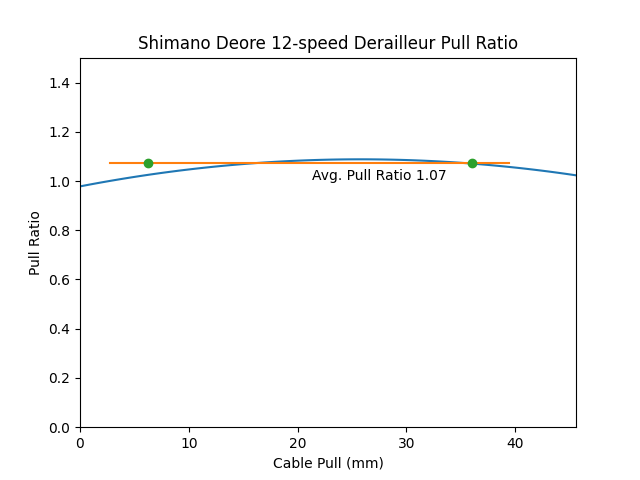 Shimano Deore 12-speed Derailleur Pull Ratio
1.4
1.2
1.0
0.8
0.6
0.4
0.2
0.0
Pull Ratio
Avg. Pull Ratio 1.07
0 10 20 30 40
Cable Pull (mm)